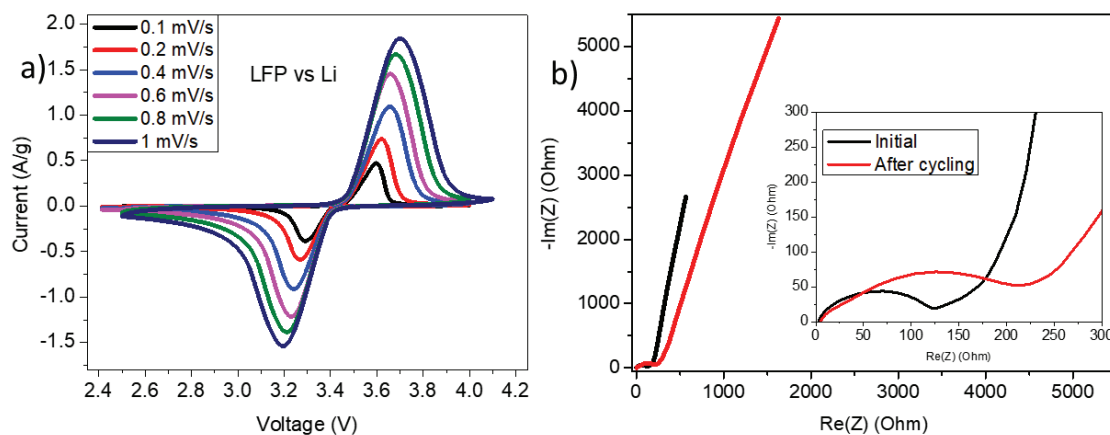 a)
LFP vs Li
0.1 mV/s
0.2 mV/s
0.4 mV/s
0.6 mV/s
0.8 mV/s
1 mV/s
Current (A/g)
2.0
1.5
1.0
0.5
0.0
-0.5
-1.0
-1.5
2.4 2.6 2.8 3.0 3.2 3.4 3.6 3.8 4.0 4.2
Voltage (V)
b)
-Im(Z) (Ohm)
5000
4000
3000
2000
1000
0
0 1000 2000 3000 4000 5000
Re(Z) (Ohm)
Initial
After cycling
-Im(Z) (Ohm)
300
250
200
150
100
50
0
0 50 100 150 200 250 300
Re(Z) (Ohm)